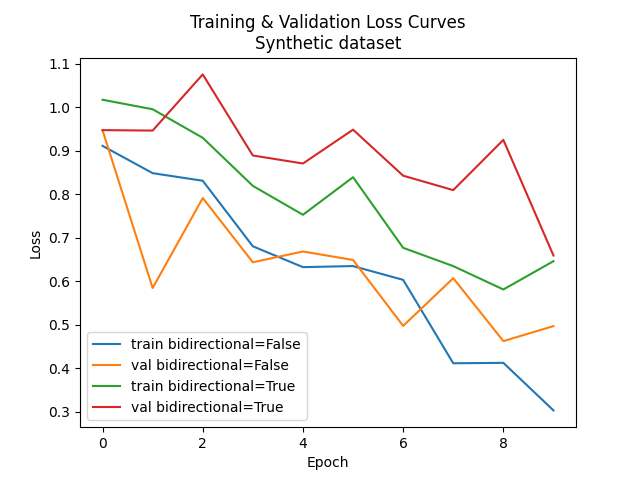 Training & Validation Loss Curves
Synthetic dataset
1.1
1.0
0.9
0.8
0.7
0.6
0.5
0.4
0.3
Loss
train bidirectional=False
val bidirectional=False
train bidirectional=True
val bidirectional=True
0 2 4 6 8
Epoch